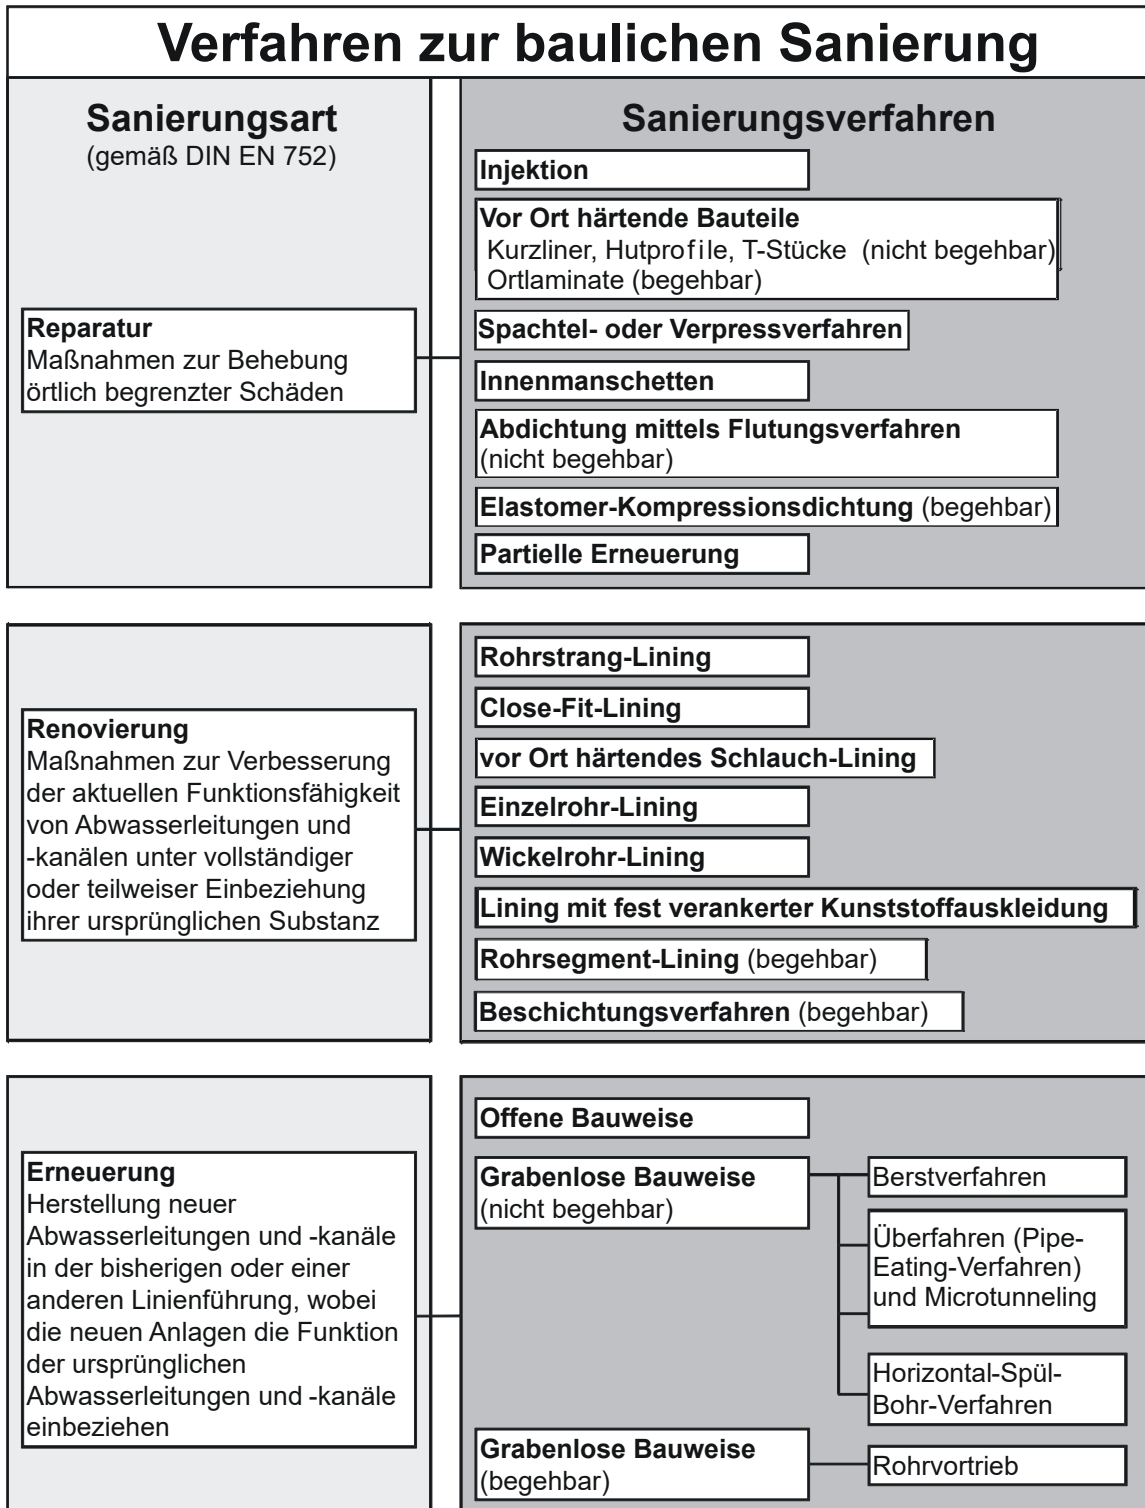 Verfahren zur baulichen Sanierung
Sanierungsart
(gemäß DIN EN 752)
Sanierungsverfahren
Reparatur
Maßnahmen zur Behebung
örtlich begrenzter Schäden
Injektion
Vor Ort härtende Bauteile
Kurzliner, Hutprofile, T-Stücke (nicht begehbar)
Ortlaminate (begehbar)
Spachtel- oder Verpressverfahren
Innenmanschetten
Abdichtung mittels Flutungsverfahren
(nicht begehbar)
Elastomer-Kompressionsdichtung (begehbar)
Partielle Erneuerung
Renovierung
Maßnahmen zur Verbesserung
der aktuellen Funktionsfähigkeit
von Abwasserleitungen und
-kanälen unter vollständiger
oder teilweiser Einbeziehung
ihrer ursprünglichen Substanz
Rohrstrang-Lining
Close-Fit-Lining
vor Ort härtendes Schlauch-Lining
Einzelrohr-Lining
Wickelrohr-Lining
Lining mit fest verankerter Kunststoffauskleidung
Rohrsegment-Lining (begehbar)
Beschichtungsverfahren (begehbar)
Erneuerung
Herstellung neuer
Abwasserleitungen und -kanäle
in der bisherigen oder einer
anderen Linienführung, wobei
die neuen Anlagen die Funktion
der ursprünglichen
Abwasserleitungen und -kanäle
einbeziehen
Offene Bauweise
Grabenlose Bauweise
(nicht begehbar)
Berstverfahren
Überfahren (Pipe-
Eating-Verfahren)
und Microtunneling
Horizontal-Spül-
Bohr-Verfahren
Grabenlose Bauweise
(begehbar)
Rohrvortrieb